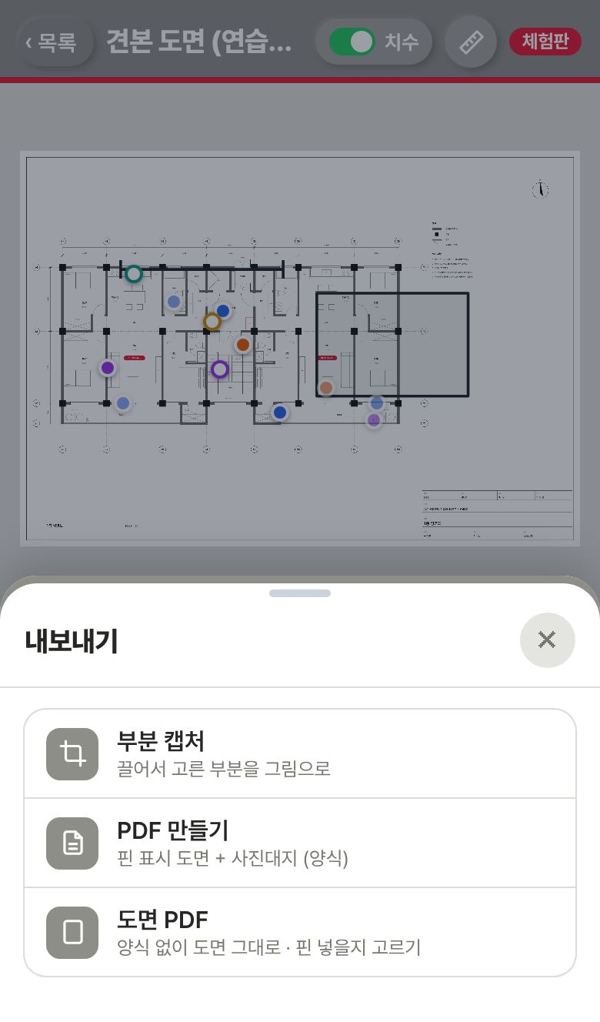 ‹ 목록
견본 도면 (연습...
치수
체험판
내보내기
부분 캡처
끌어서 고른 부분을 그림으로
PDF 만들기
핀 표시 도면 + 사진대지 (양식)
도면 PDF
양식 없이 도면 그대로 · 핀 넣을지 고르기